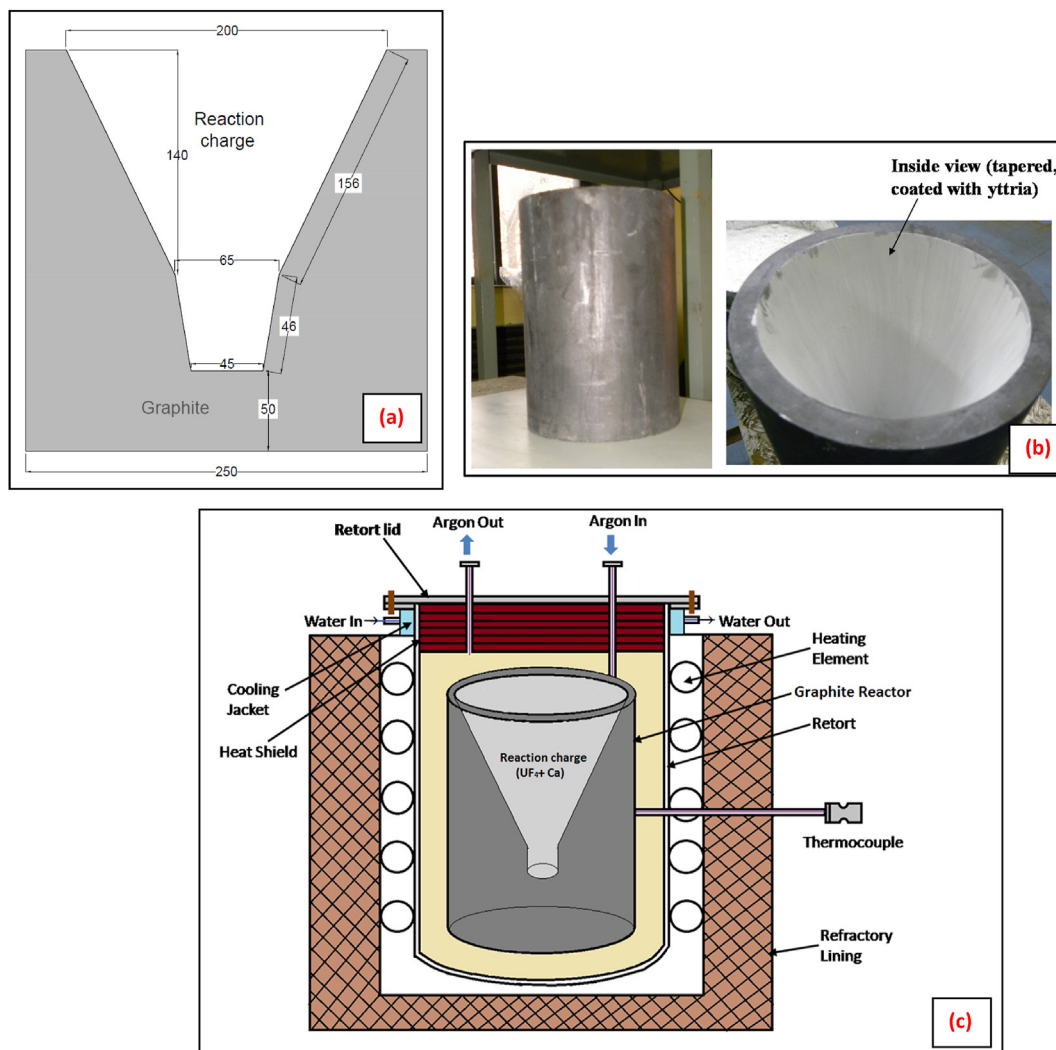 200
Reaction
charge
140
156
65
46
45
50
Graphite
(a)
250
Inside view (tapered,
coated with yttria)
(b)
Retort lid
Argon Out
Argon In
Water In
Water Out
Heating
Element
Cooling
Jacket
Graphite Reactor
Heat Shield
Retort
Reaction charge
(UF₄+ Ca)
Thermocouple
Refractory
Lining
(c)